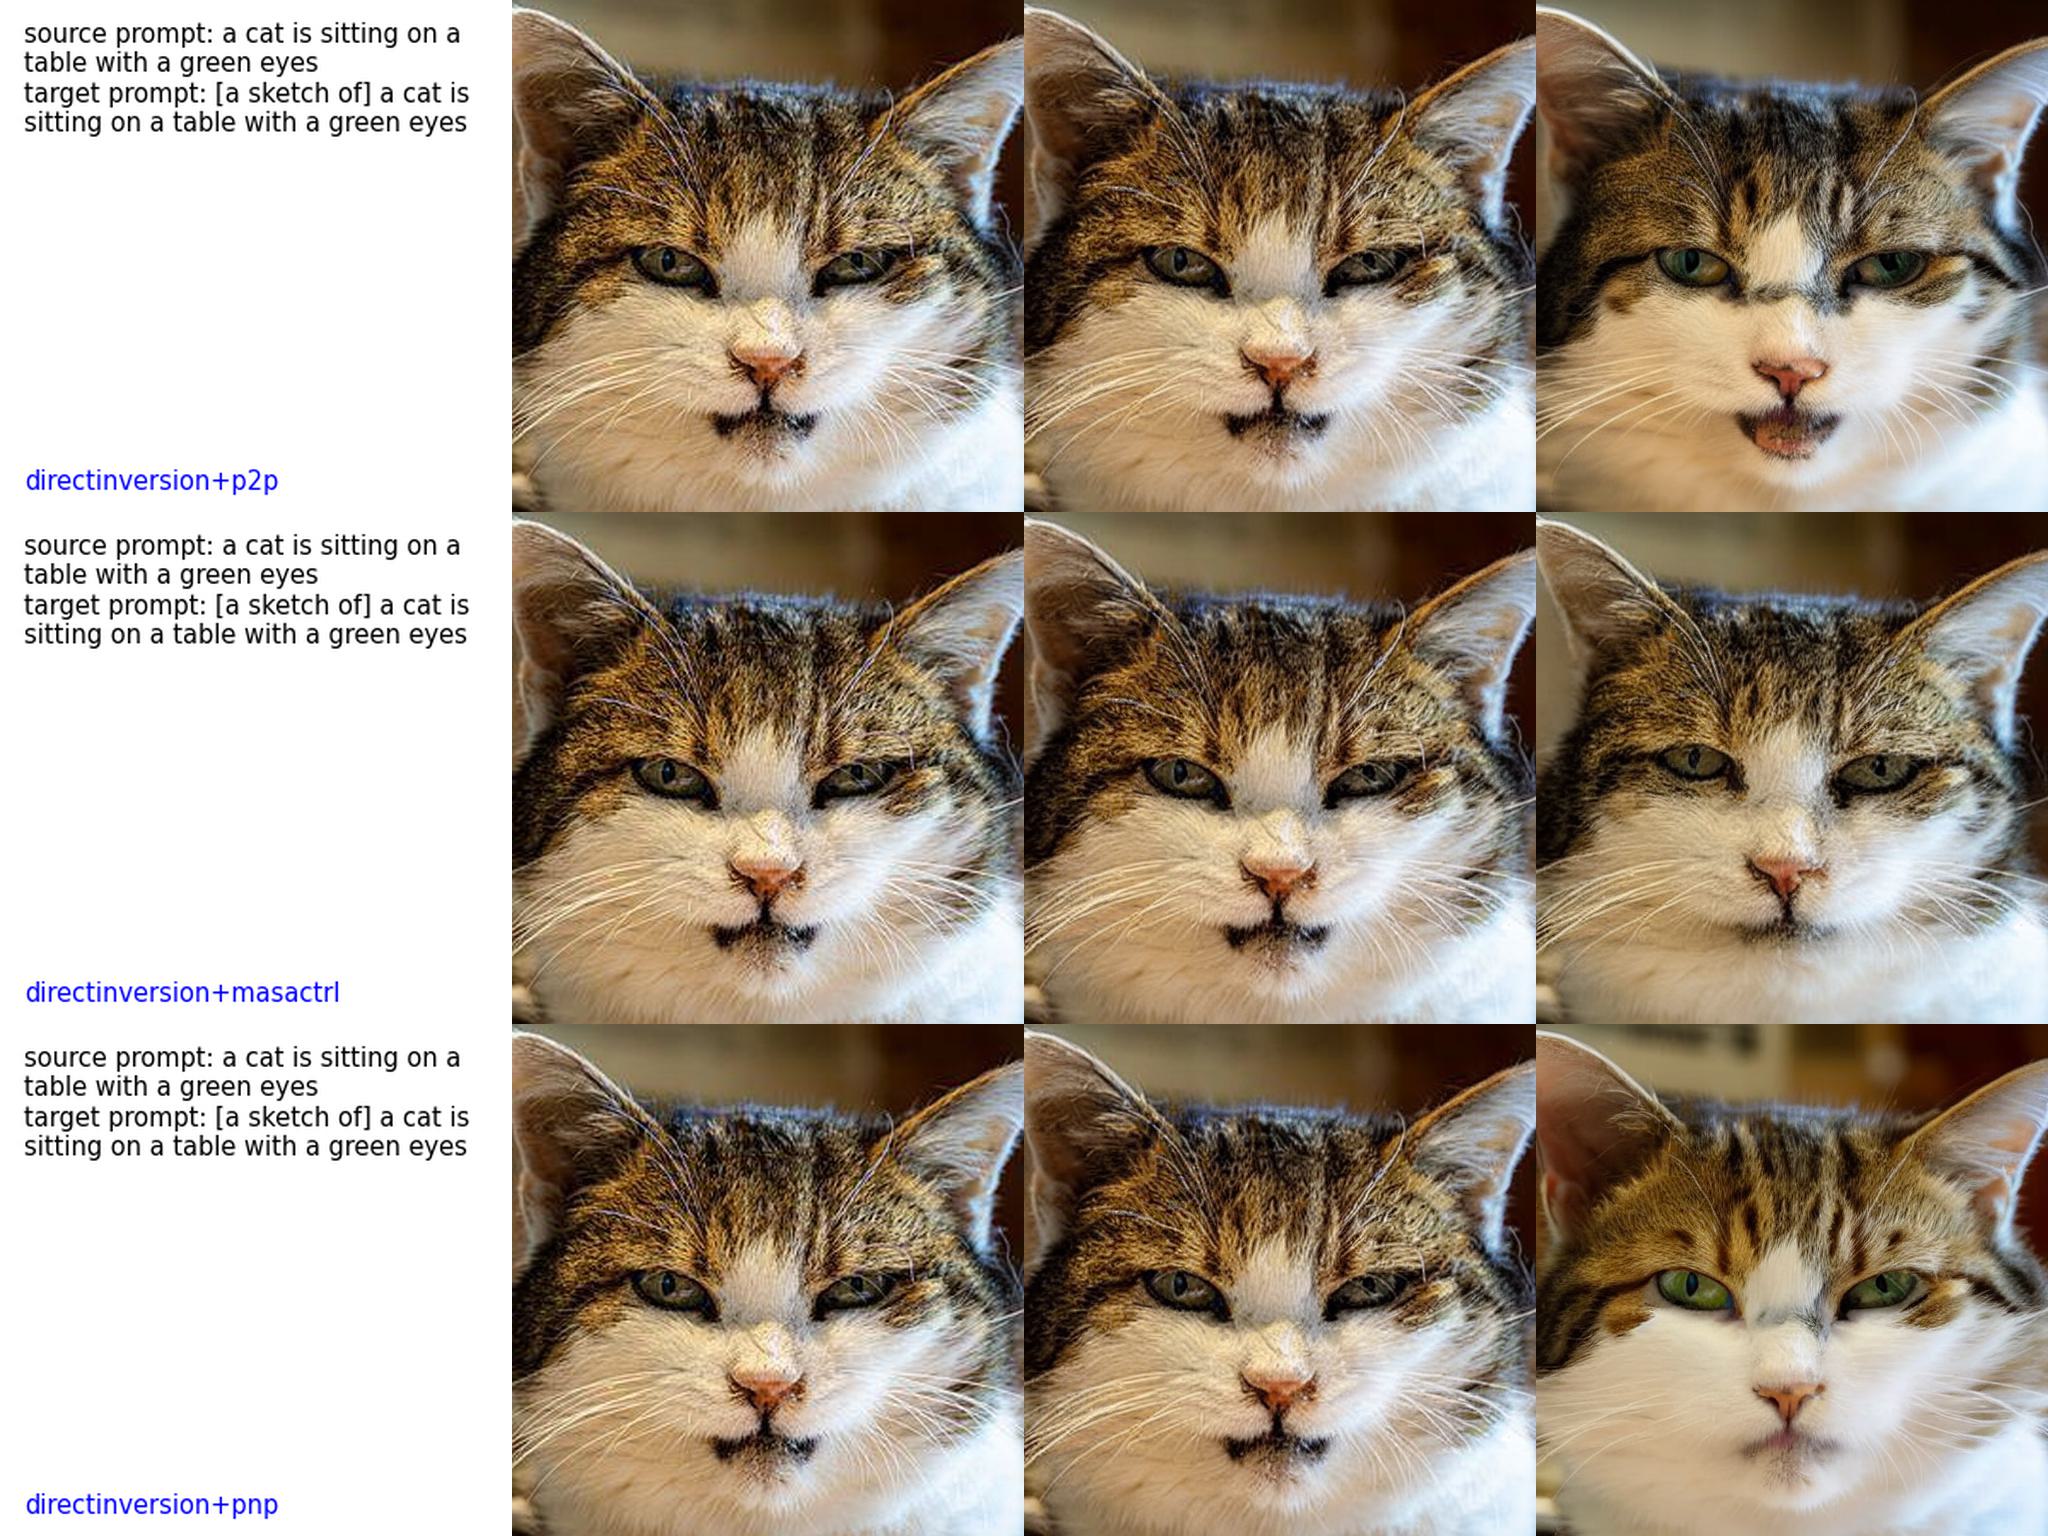 source prompt: a cat is sitting on a
table with a green eyes
target prompt: [a sketch of] a cat is
sitting on a table with a green eyes
directinversion+p2p
source prompt: a cat is sitting on a
table with a green eyes
target prompt: [a sketch of] a cat is
sitting on a table with a green eyes
directinversion+masactrl
source prompt: a cat is sitting on a
table with a green eyes
target prompt: [a sketch of] a cat is
sitting on a table with a green eyes
directinversion+pnp